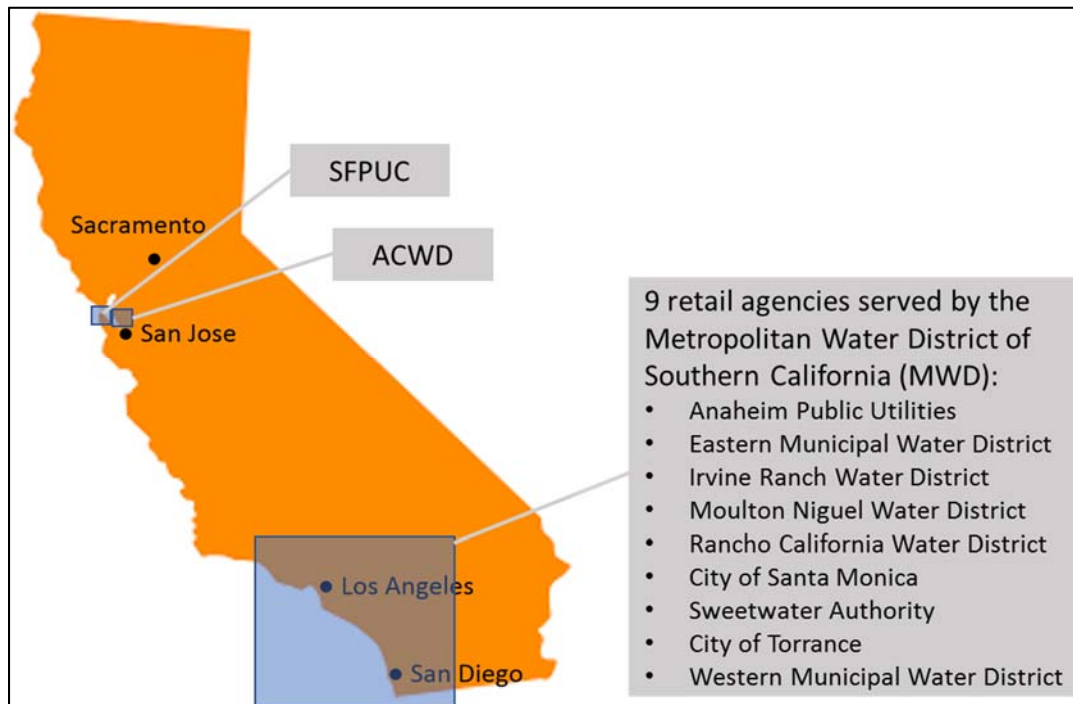 SFPUC
Sacramento
ACWD
San Jose
9 retail agencies served by the
Metropolitan Water District of
Southern California (MWD):
• Anaheim Public Utilities
• Eastern Municipal Water District
• Irvine Ranch Water District
• Moulton Niguel Water District
• Rancho California Water District
• City of Santa Monica
• Sweetwater Authority
• City of Torrance
• Western Municipal Water District
Los Angeles
San Diego